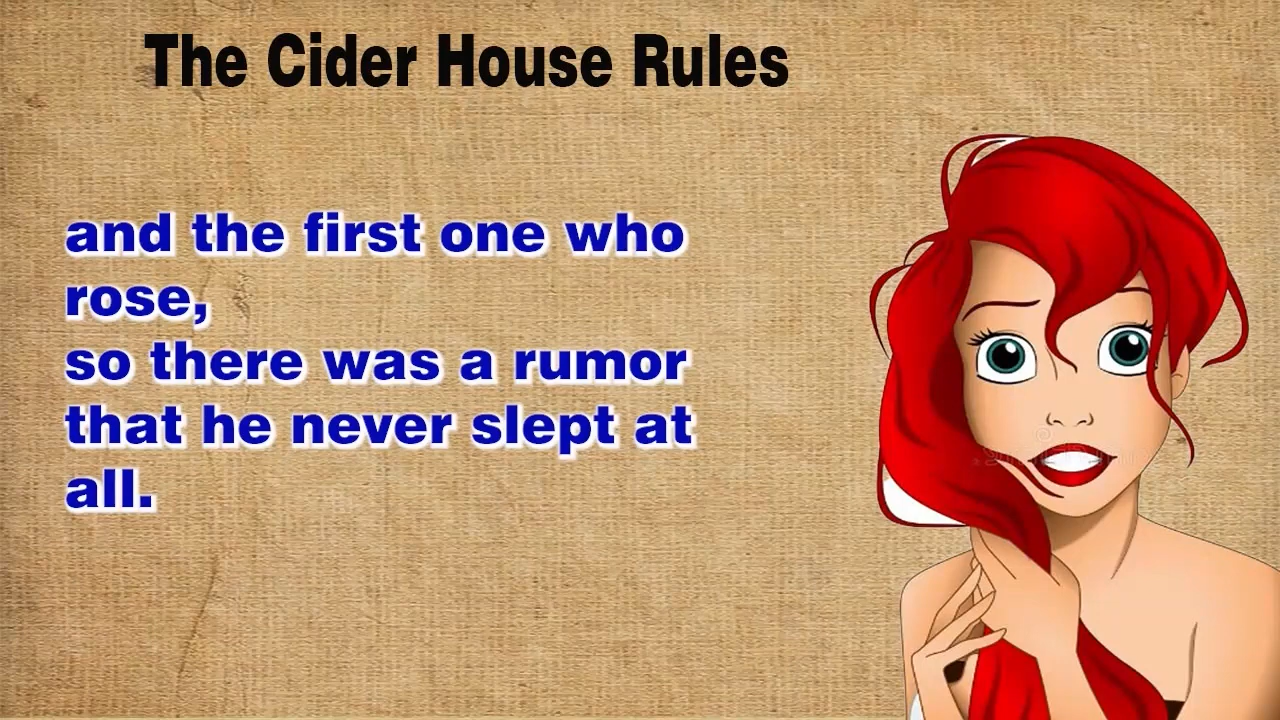 The Cider House Rules
and the first one who
rose,
so there was a rumor
that he never slept at
all.